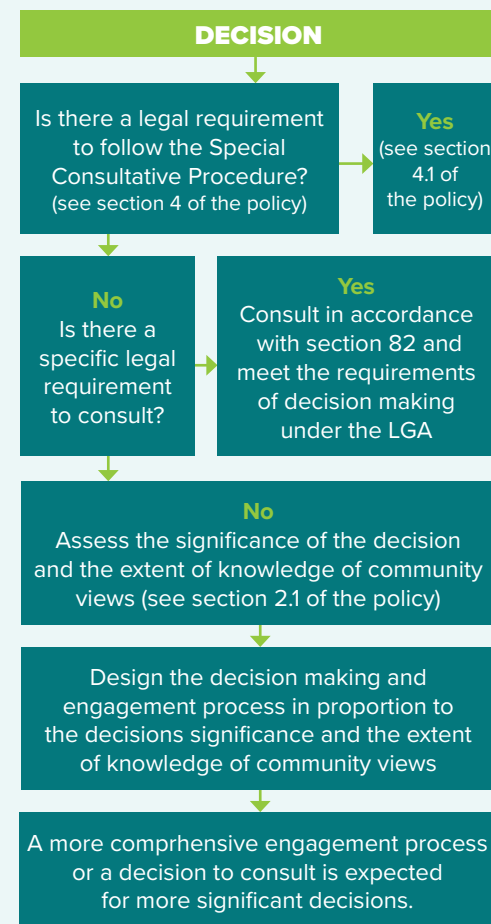 DECISION
Is there a legal requirement
to follow the Special
Consultative Procedure?
(see section 4 of the policy)
Yes
(see section
4.1 of
the policy)
No
Is there a
specific legal
requirement
to consult?
Yes
Consult in accordance
with section 82 and
meet the requirements
of decision making
under the LGA
No
Assess the significance of the decision
and the extent of knowledge of community
views (see section 2.1 of the policy)
Design the decision making and
engagement process in proportion to
the decisions significance and the extent
of knowledge of community views
A more comprhensive engagement process
or a decision to consult is expected
for more significant decisions.